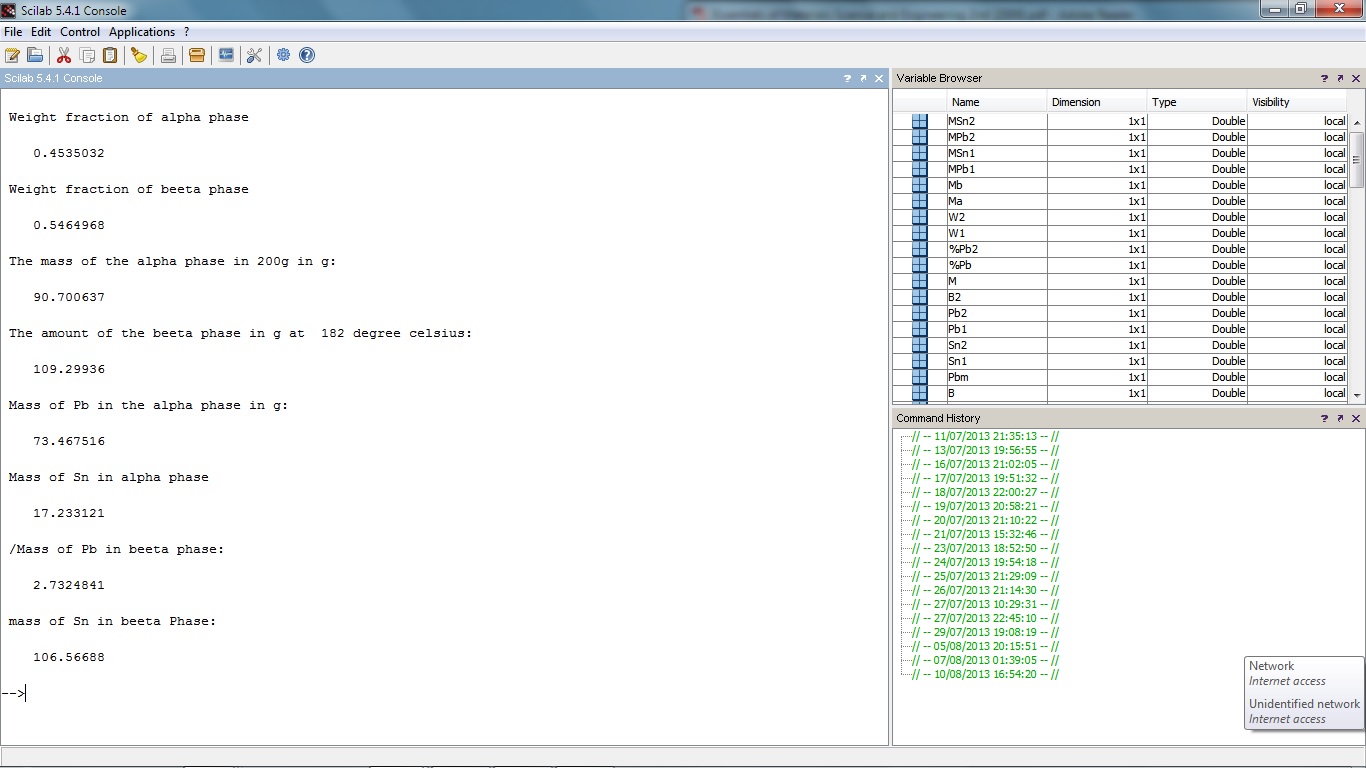 Scilab 5.4.1 Console
File Edit Control Applications ?
Scilab 5.4.1 Console ?
Weight fraction of alpha phase
0.4535032
Weight fraction of beeta phase
0.5464968
The mass of the alpha phase in 200g in g:
90.700637
The amount of the beeta phase in g at  182 degree celsius:
109.29936
Mass of Pb in the alpha phase in g:
73.467516
Mass of Sn in alpha phase
17.233121
/Mass of Pb in beeta phase:
2.7324841
mass of Sn in beeta Phase:
106.56688
-->
Variable Browser ?
Name Dimension Type Visibility
MSn2 1x1 Double local
MPb2 1x1 Double local
MSn1 1x1 Double local
MPb1 1x1 Double local
Mb 1x1 Double local
Ma 1x1 Double local
W2 1x1 Double local
W1 1x1 Double local
%Pb2 1x1 Double local
%Pb 1x1 Double local
M 1x1 Double local
B2 1x1 Double local
Pb2 1x1 Double local
Pb1 1x1 Double local
Sn2 1x1 Double local
Sn1 1x1 Double local
Pbm 1x1 Double local
B 1x1 Double local
Command History ?
// -- 11/07/2013 21:35:13 -- //
// -- 13/07/2013 19:56:55 -- //
// -- 16/07/2013 21:02:05 -- //
// -- 17/07/2013 19:51:32 -- //
// -- 18/07/2013 22:00:27 -- //
// -- 19/07/2013 20:58:21 -- //
// -- 20/07/2013 21:10:22 -- //
// -- 21/07/2013 15:32:46 -- //
// -- 23/07/2013 18:52:50 -- //
// -- 24/07/2013 19:54:18 -- //
// -- 25/07/2013 21:29:09 -- //
// -- 26/07/2013 21:14:30 -- //
// -- 27/07/2013 10:29:31 -- //
// -- 27/07/2013 22:45:10 -- //
// -- 29/07/2013 19:08:19 -- //
// -- 05/08/2013 20:15:51 -- //
// -- 07/08/2013 01:39:05 -- //
// -- 10/08/2013 16:54:20 -- //
Network
Internet access
Unidentified network
Internet access